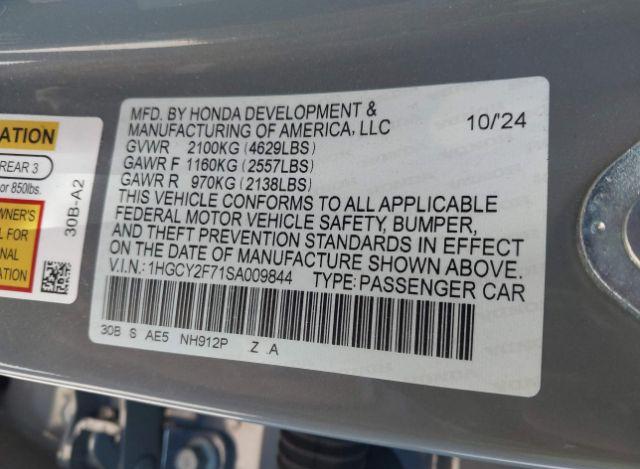 ATION
REAR 3
or 850lbs.
WNER'S
L FOR
ONAL
ATION
30B-A2
MFD. BY HONDA DEVELOPMENT &
MANUFACTURING OF AMERICA, LLC 10/'24
GVWR 2100KG (4629LBS)
GAWR F 1160KG (2557LBS)
GAWR R 970KG (2138LBS)
THIS VEHICLE CONFORMS TO ALL APPLICABLE
FEDERAL MOTOR VEHICLE SAFETY, BUMPER,
AND THEFT PREVENTION STANDARDS IN EFFECT
ON THE DATE OF MANUFACTURE SHOWN ABOVE.
V.I.N.: 1HGCY2F71SA009844 TYPE: PASSENGER CAR
30B S AE5 NH912P Z A